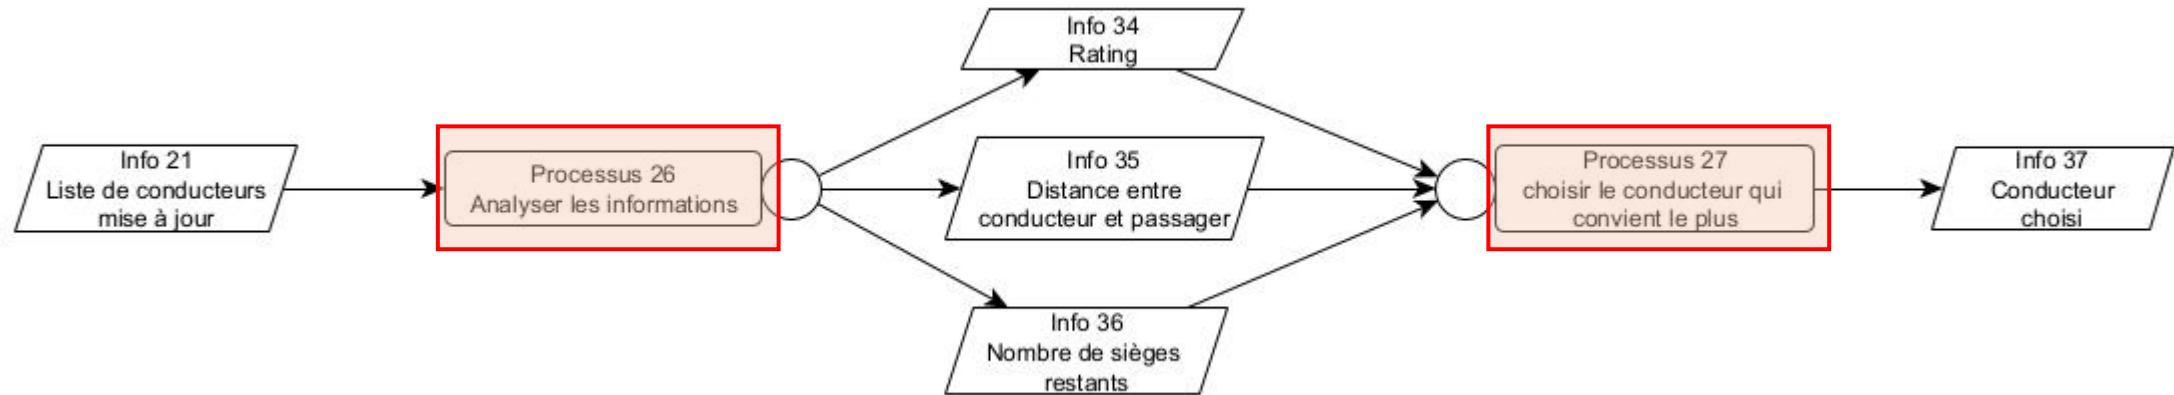 Info 21
Liste de conducteurs
mise à jour
Processus 26
Analyser les informations
Info 34
Rating
Info 35
Distance entre
conducteur et passager
Info 36
Nombre de sièges
restants
Processus 27
choisir le conducteur qui
convient le plus
Info 37
Conducteur
choisi